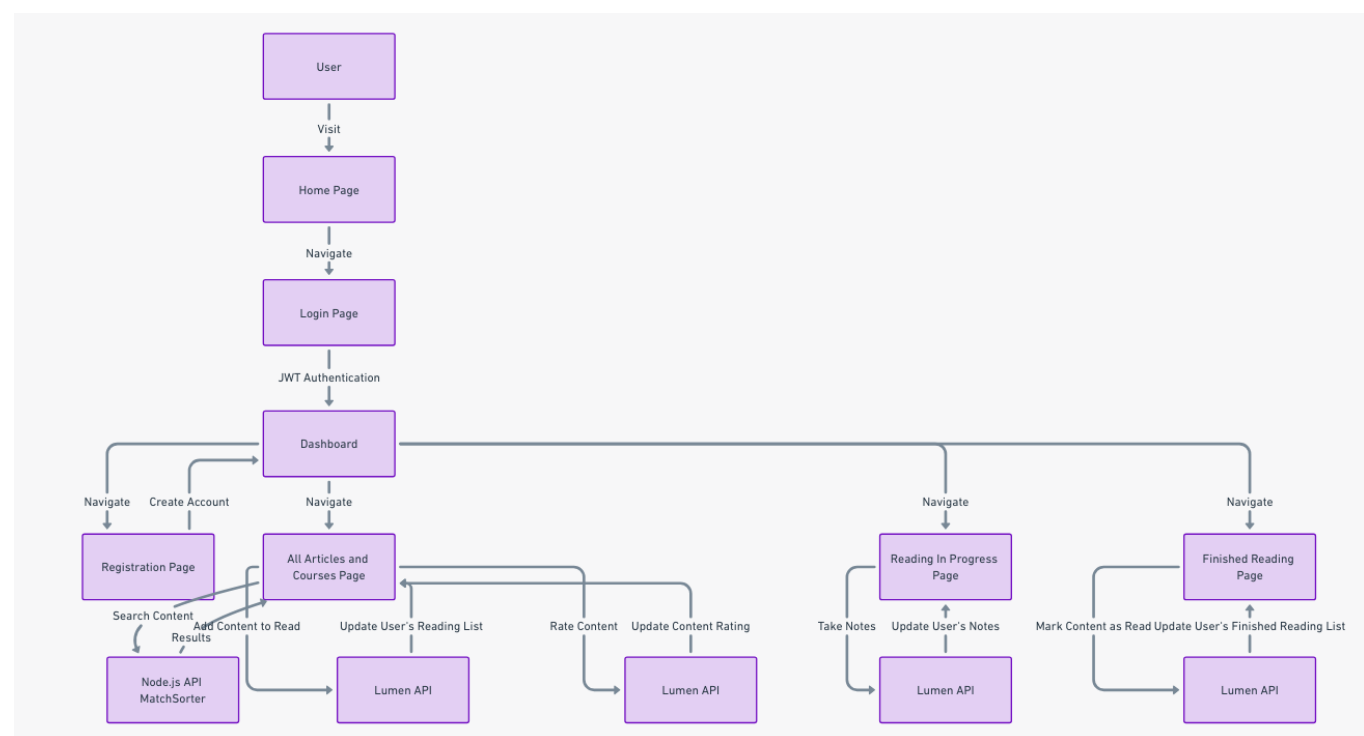 User
Visit
Home Page
Navigate
Login Page
JWT Authentication
Dashboard
Navigate
Create Account
Navigate
Navigate
Navigate
Registration Page
All Articles and
Courses Page
Reading In Progress
Page
Finished Reading
Page
Search Content
Results
Add Content to Read
Update User's Reading List
Rate Content
Update Content Rating
Take Notes
Update User's Notes
Mark Content as Read
Update User's Finished Reading List
Node.js API
MatchSorter
Lumen API
Lumen API
Lumen API
Lumen API